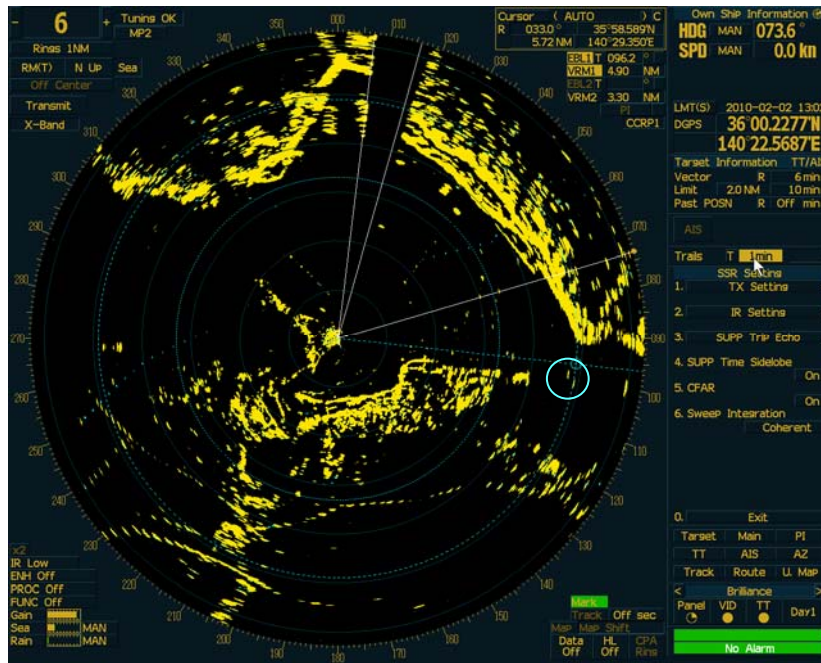 - 6 +
Tuning OK
MP2
Rings 1NM
RM(T) N Up Sea
Off Center
Transmit
X-Band
Cursor ( AUTO ) C
R 033.0 ° 35°58.589'N
5.72 NM 140°29.350'E
EBL1 T 096.2 °
VRM1 4.90 NM
EBL2 T
VRM2 3.30 NM
PI
CCRP1
000
010
020
030
040
050
070
080
090
100
110
120
130
140
150
160
170
180
190
200
210
220
230
240
250
260
270
280
290
300
310
320
330
340
Own Ship Information
HDG MAN 073.6 °
SPD MAN 0.0 kn
LMT(S) 2010-02-02 13:0
DGPS 36°00.2277'N
140°22.5687'E
Target Information TT/AI
Vector R 6 min
Limit 2.0 NM 10 min
Past POSN R Off min
AIS
Trails T 1min
SSR Setting
1. TX Setting
2. IR Setting
3. SUPP Trip Echo
4. SUPP Time Sidelobe
On
5. CFAR
On
6. Sweep Integration
Coherent
0. Exit
Target Main PI
TT AIS AZ
Track Route U. Map
< Brilliance >
Panel VID TT Day1
No Alarm
x2
IR Low
ENH Off
PROC Off
FUNC Off
Gain
Sea MAN
Rain MAN
Mark
Track Off sec
Map Map Shift
Data Off HL Off CPA Ring